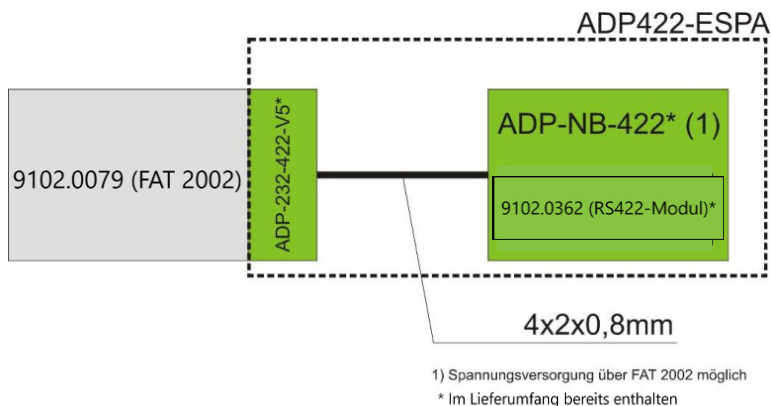 ADP422-ESPA
9102.0079 (FAT 2002)
ADP-232-422-V5*
ADP-NB-422* (1)
9102.0362 (RS422-Modul)*
4x2x0,8mm
1) Spannungsversorgung über FAT 2002 möglich
* Im Lieferumfang bereits enthalten